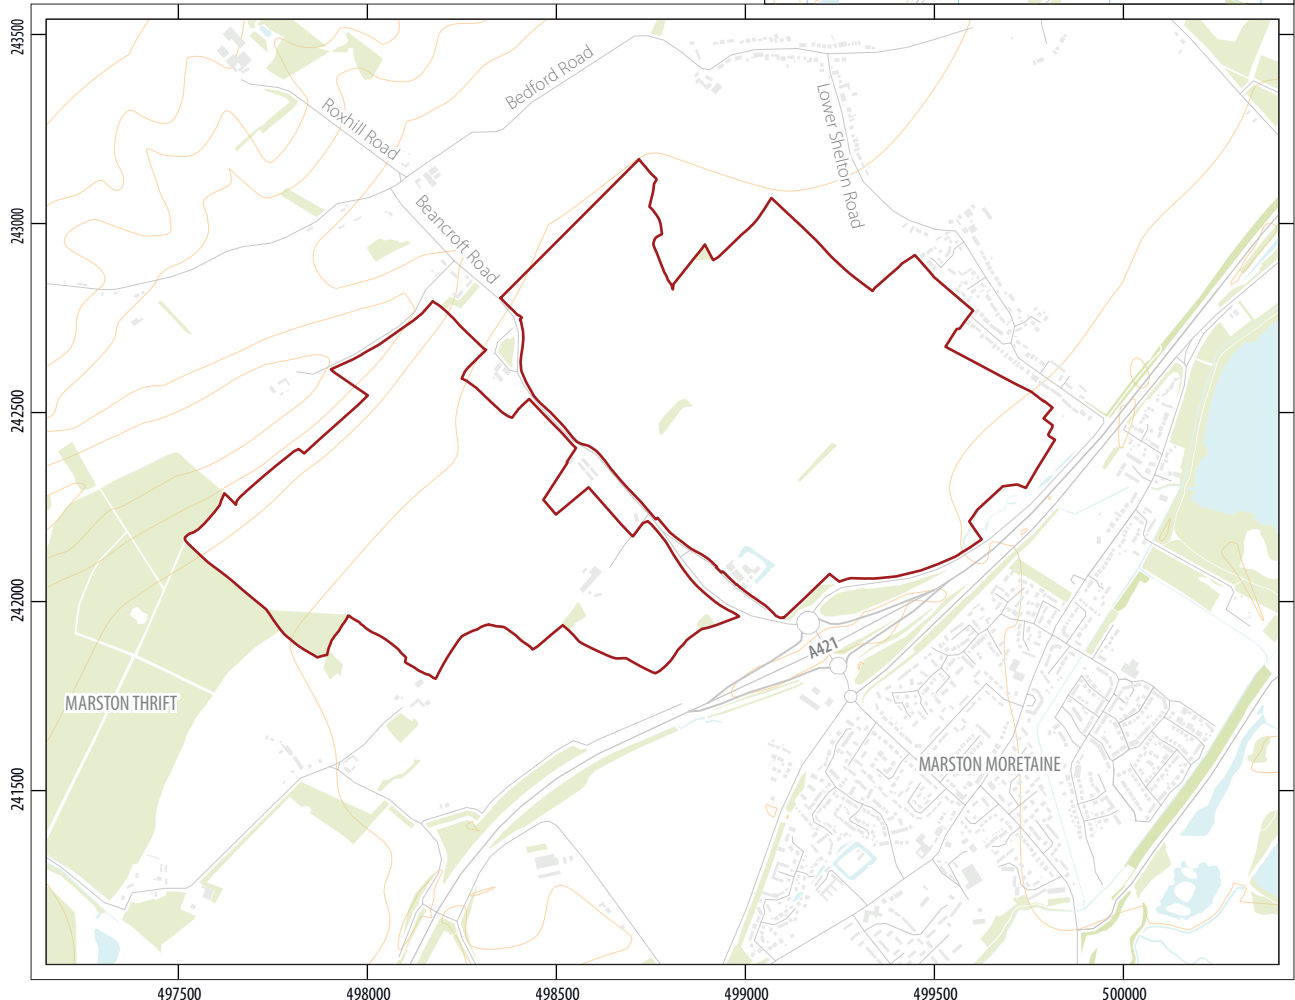 243500
243000
242500
242000
241500
Bedford Road
Roxhill Road
Lower Shelton Road
Beancroft Road
A421
MARSTON THRIFT
MARSTON MORETAINE
497500
498000
498500
499000
499500
500000